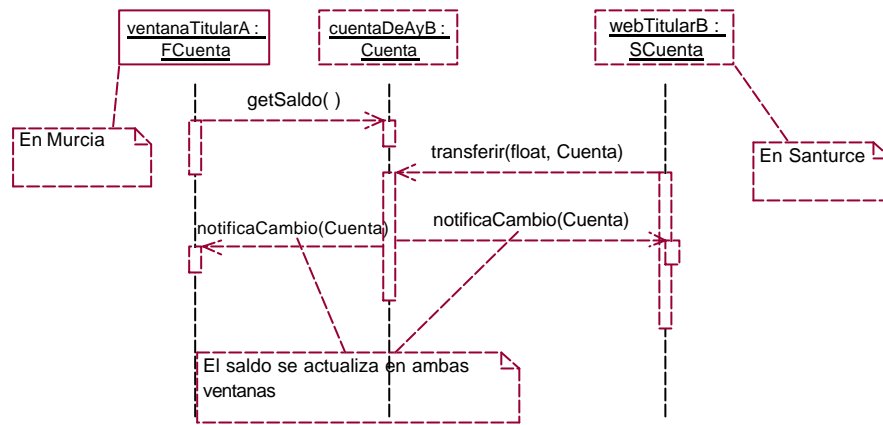 ventanaTitularA :
FCuenta
cuentaDeAyB :
Cuenta
webTitularB :
SCuenta
getSaldo( )
En Murcia
transferir(float, Cuenta)
En Santurce
notificaCambio(Cuenta)
notificaCambio(Cuenta)
El saldo se actualiza en ambas
ventanas